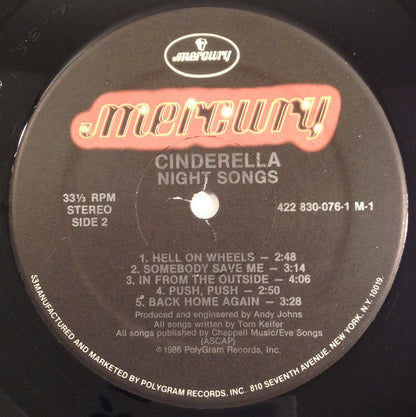 mercury
mercury
CINDERELLA
NIGHT SONGS
33⅓ RPM
STEREO
SIDE 2
422 830-076-1 M-1
1. HELL ON WHEELS – 2:48
2. SOMEBODY SAVE ME – 3:14
3. IN FROM THE OUTSIDE – 4:06
4. PUSH, PUSH – 2:50
5. BACK HOME AGAIN – 3:28
Produced and engineered by Andy Johns
All songs written by Tom Keifer
All songs published by Chappell Music/Eve Songs
(ASCAP)
℗1986 PolyGram Records, Inc.
53 MANUFACTURED AND MARKETED BY POLYGRAM RECORDS, INC. 810 SEVENTH AVENUE, NEW YORK, N.Y. 10019.